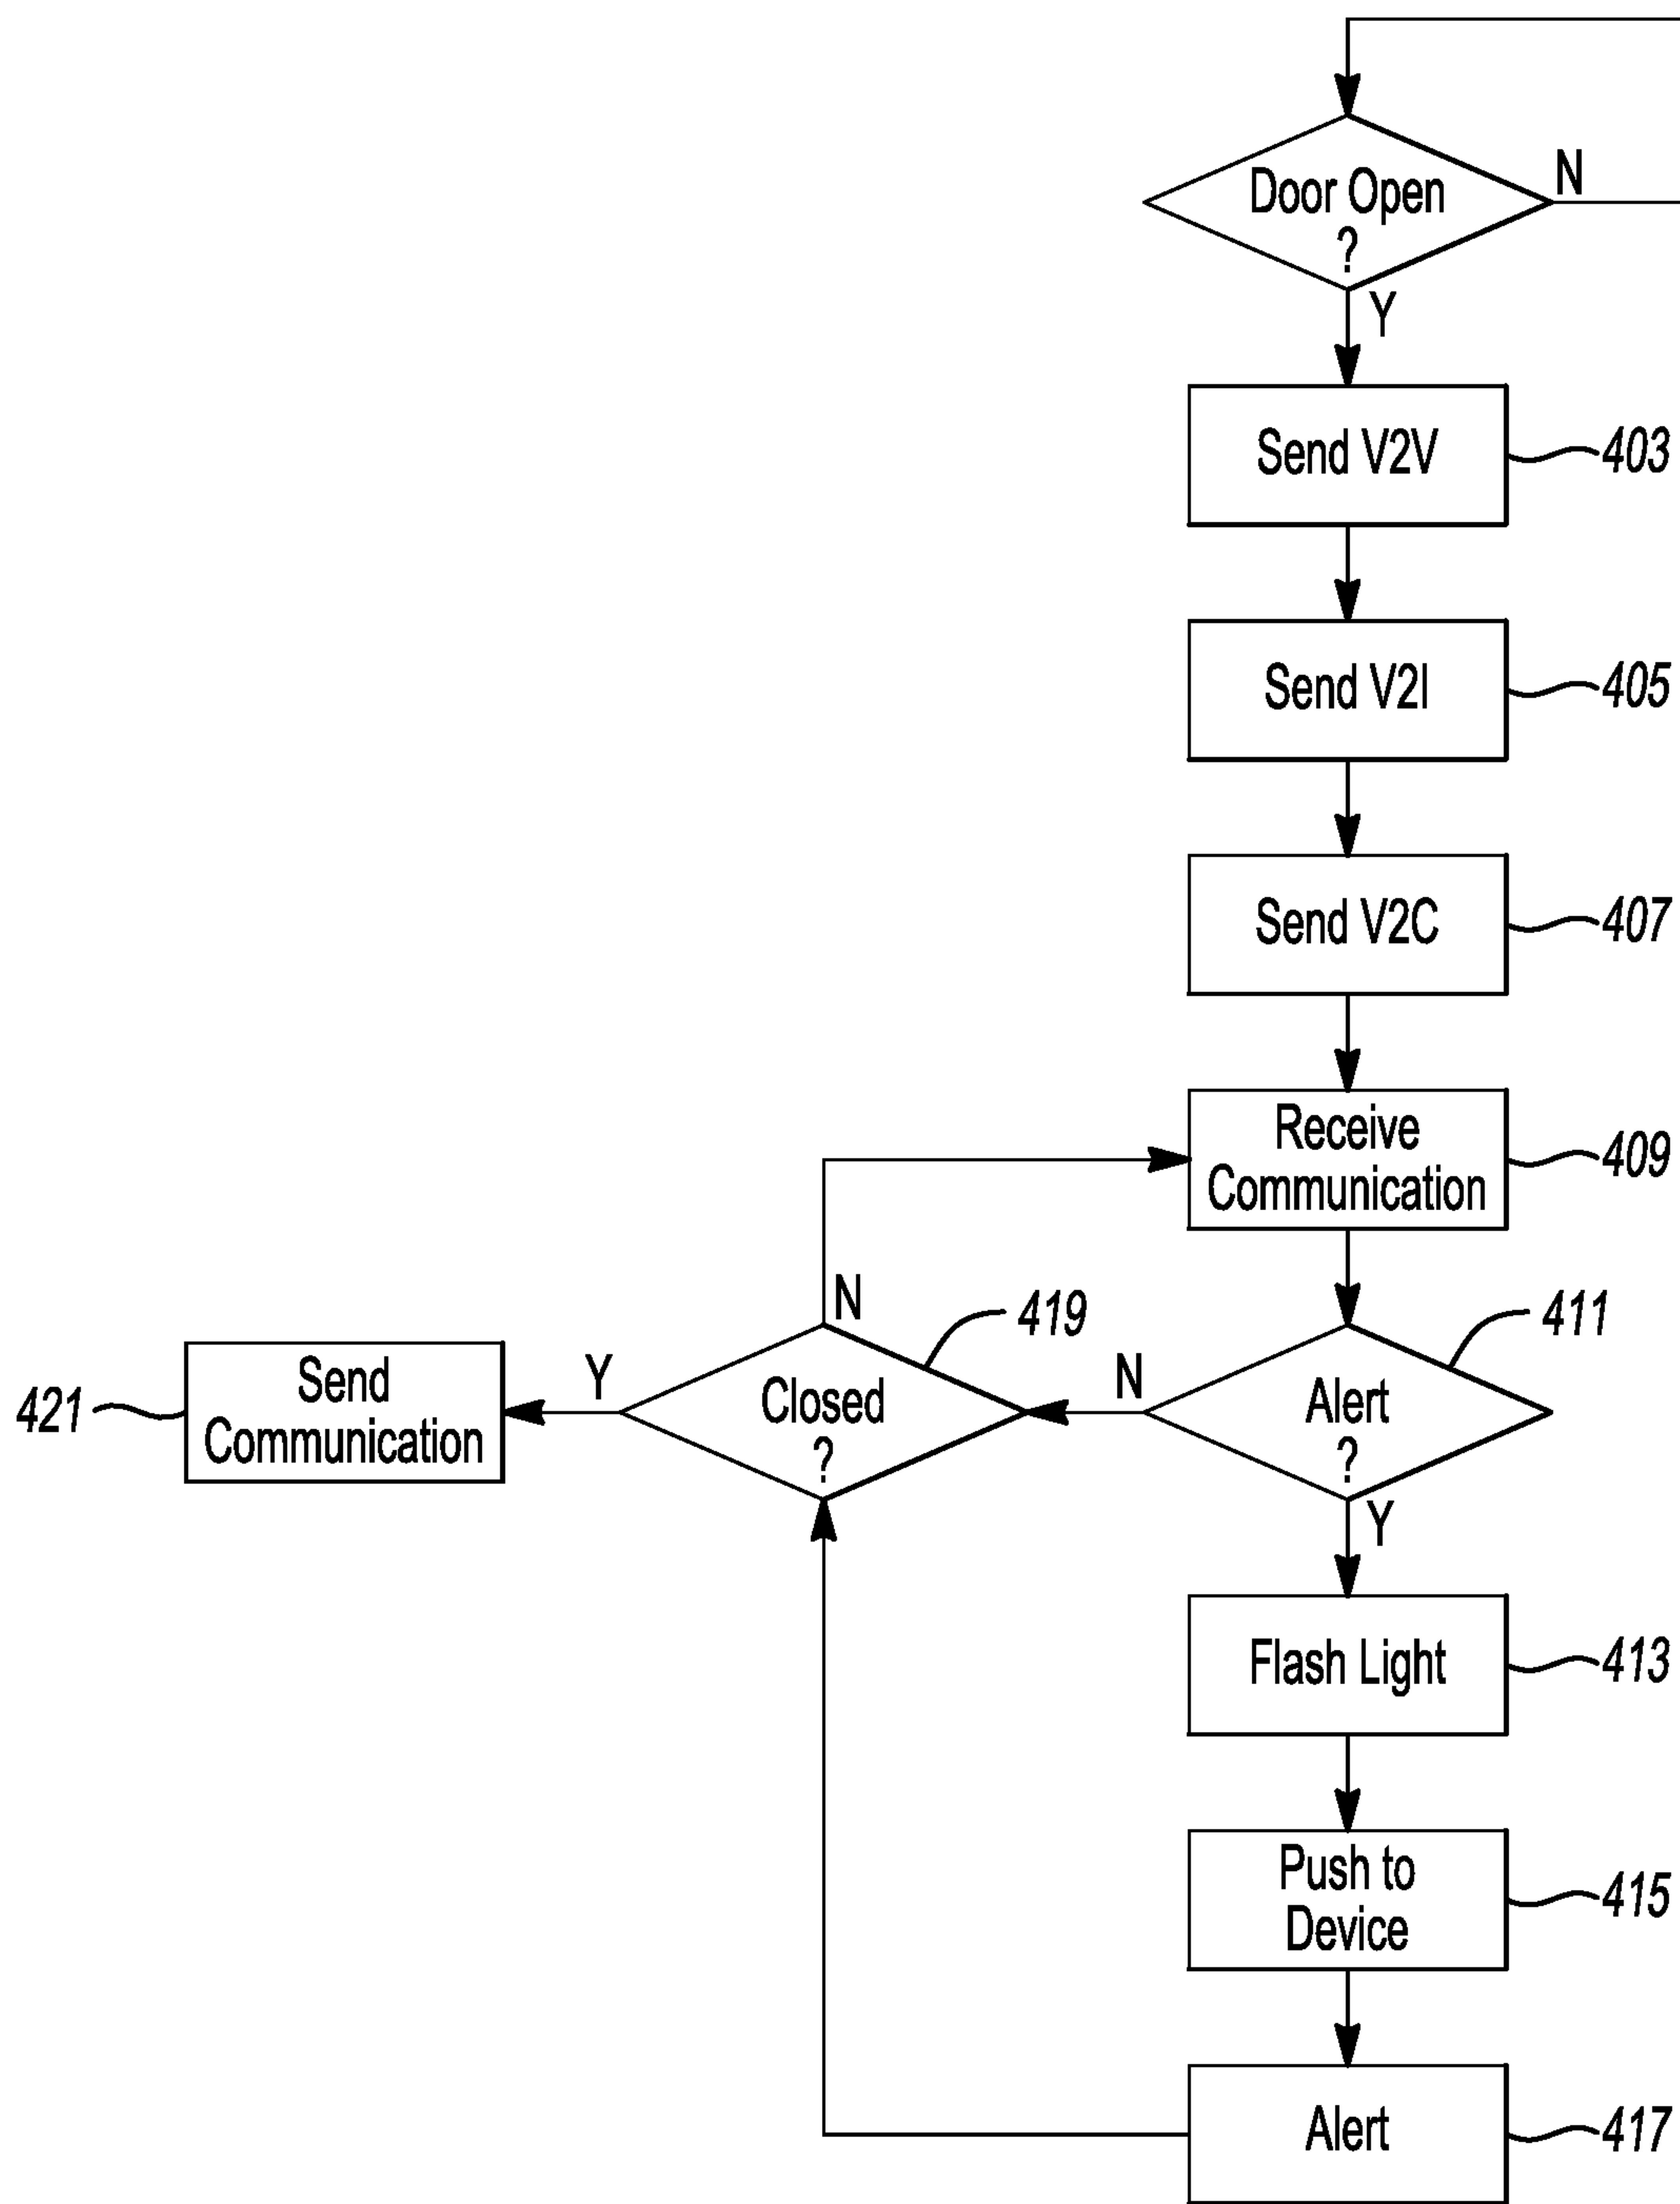 Door Open
?
N
Y
Send V2V
403
Send V2I
405
Send V2C
407
Receive
Communication
409
N
419
411
Send
Communication
421
Y
Closed
?
N
Alert
?
Y
Flash Light
413
Push to
Device
415
Alert
417